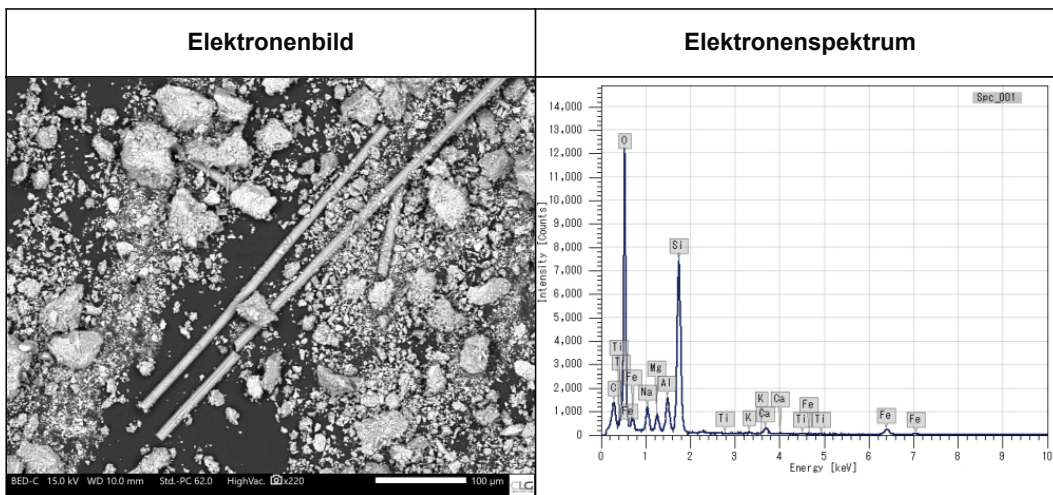 Elektronenbild
Elektronenspektrum
BED-C 15.0 kV WD 10.0 mm Std.-PC 62.0 HighVac. x220 100 µm CLG
Spc_001
14,000
13,000
12,000
11,000
10,000
9,000
8,000
7,000
6,000
5,000
4,000
3,000
2,000
1,000
0
Intensity [Counts]
O
Si
Ti
Fe
C
Fe
Na
Mg
Al
Ti
K
K
Ca
Ca
Fe
Ti
Ti
Fe
Fe
0 1 2 3 4 5 6 7 8 9 10
Energy [keV]